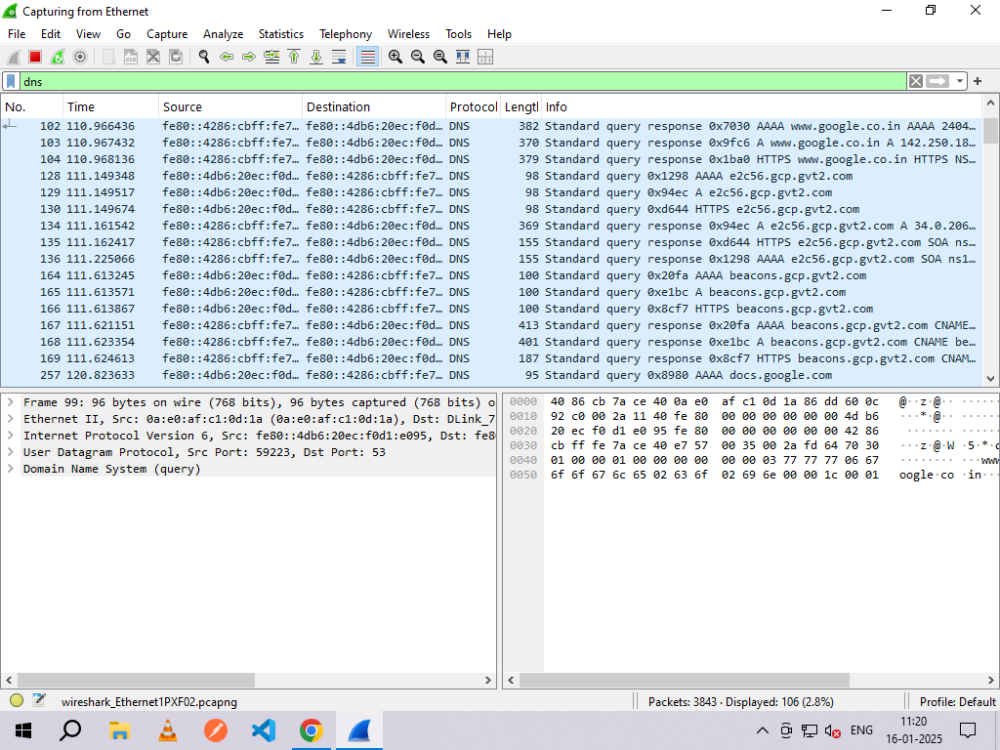 Capturing from Ethernet
File Edit View Go Capture Analyze Statistics Telephony Wireless Tools Help
dns
No. Time Source Destination Protocol Lengtl Info
102 110.966436 fe80::4286:cbff:fe7… fe80::4db6:20ec:f0d… DNS 382 Standard query response 0x7030 AAAA www.google.co.in AAAA 2404…
103 110.967432 fe80::4286:cbff:fe7… fe80::4db6:20ec:f0d… DNS 370 Standard query response 0x9fc6 A www.google.co.in A 142.250.18…
104 110.968136 fe80::4286:cbff:fe7… fe80::4db6:20ec:f0d… DNS 379 Standard query response 0x1ba0 HTTPS www.google.co.in HTTPS NS…
128 111.149348 fe80::4db6:20ec:f0d… fe80::4286:cbff:fe7… DNS 98 Standard query 0x1298 AAAA e2c56.gcp.gvt2.com
129 111.149517 fe80::4db6:20ec:f0d… fe80::4286:cbff:fe7… DNS 98 Standard query 0x94ec A e2c56.gcp.gvt2.com
130 111.149674 fe80::4db6:20ec:f0d… fe80::4286:cbff:fe7… DNS 98 Standard query 0xd644 HTTPS e2c56.gcp.gvt2.com
134 111.161542 fe80::4286:cbff:fe7… fe80::4db6:20ec:f0d… DNS 369 Standard query response 0x94ec A e2c56.gcp.gvt2.com A 34.0.206…
135 111.162417 fe80::4286:cbff:fe7… fe80::4db6:20ec:f0d… DNS 155 Standard query response 0xd644 HTTPS e2c56.gcp.gvt2.com SOA ns…
136 111.225066 fe80::4286:cbff:fe7… fe80::4db6:20ec:f0d… DNS 155 Standard query response 0x1298 AAAA e2c56.gcp.gvt2.com SOA ns1…
164 111.613245 fe80::4db6:20ec:f0d… fe80::4286:cbff:fe7… DNS 100 Standard query 0x20fa AAAA beacons.gcp.gvt2.com
165 111.613571 fe80::4db6:20ec:f0d… fe80::4286:cbff:fe7… DNS 100 Standard query 0xe1bc A beacons.gcp.gvt2.com
166 111.613867 fe80::4db6:20ec:f0d… fe80::4286:cbff:fe7… DNS 100 Standard query 0x8cf7 HTTPS beacons.gcp.gvt2.com
167 111.621151 fe80::4286:cbff:fe7… fe80::4db6:20ec:f0d… DNS 413 Standard query response 0x20fa AAAA beacons.gcp.gvt2.com CNAME…
168 111.623354 fe80::4286:cbff:fe7… fe80::4db6:20ec:f0d… DNS 401 Standard query response 0xe1bc A beacons.gcp.gvt2.com CNAME be…
169 111.624613 fe80::4286:cbff:fe7… fe80::4db6:20ec:f0d… DNS 187 Standard query response 0x8cf7 HTTPS beacons.gcp.gvt2.com CNAM…
257 120.823633 fe80::4db6:20ec:f0d… fe80::4286:cbff:fe7… DNS 95 Standard query 0x8980 AAAA docs.google.com
Frame 99: 96 bytes on wire (768 bits), 96 bytes captured (768 bits) o
Ethernet II, Src: 0a:e0:af:c1:0d:1a (0a:e0:af:c1:0d:1a), Dst: DLink_7
Internet Protocol Version 6, Src: fe80::4db6:20ec:f0d1:e095, Dst: fe8
User Datagram Protocol, Src Port: 59223, Dst Port: 53
Domain Name System (query)
0000 40 86 cb 7a ce 40 0a e0 af c1 0d 1a 86 dd 60 0c @··z·@·· ······
0010 92 c0 00 2a 11 40 fe 80 00 00 00 00 00 00 4d b6 ···*·@·· ······
0020 20 ec f0 d1 e0 95 fe 80 00 00 00 00 00 00 42 86 ········ ······
0030 cb ff fe 7a ce 40 e7 57 00 35 00 2a fd 64 70 30 ···z·@·W ·5·*·d
0040 01 00 00 01 00 00 00 00 00 00 03 77 77 77 06 67 ········ ···www
0050 6f 6f 67 6c 65 02 63 6f 02 69 6e 00 00 1c 00 01 oogle·co ·in···
wireshark_Ethernet1PXF02.pcapng Packets: 3843 · Displayed: 106 (2.8%) Profile: Default
ENG 11:20
16-01-2025